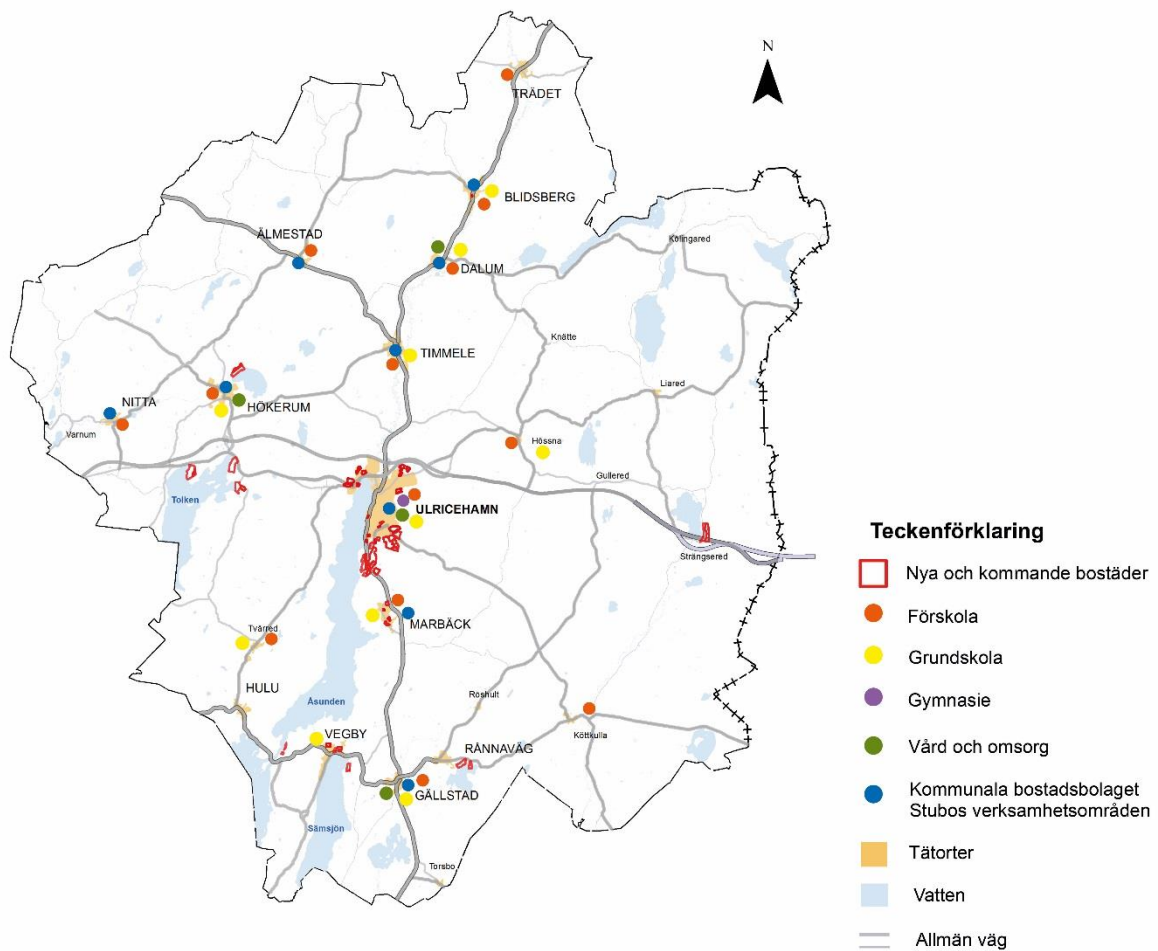 N
TRÄDET
BLIDSBERG
ÄLMESTAD
Kölingared
DALUM
Knätte
TIMMELE
Liared
NITTA
HÖKERUM
Varnum
Hössna
Gullered
Tolken
ULRICEHAMN
Strängsered
MARBÄCK
Tvärred
HULU
Åsunden
Röshult
VEGBY
RÅNNAVÄG
Köttkulla
GÄLLSTAD
Sämsjön
Torsbo
Teckenförklaring
Nya och kommande bostäder
Förskola
Grundskola
Gymnasie
Vård och omsorg
Kommunala bostadsbolaget
Stubos verksamhetsområden
Tätorter
Vatten
Allmän väg